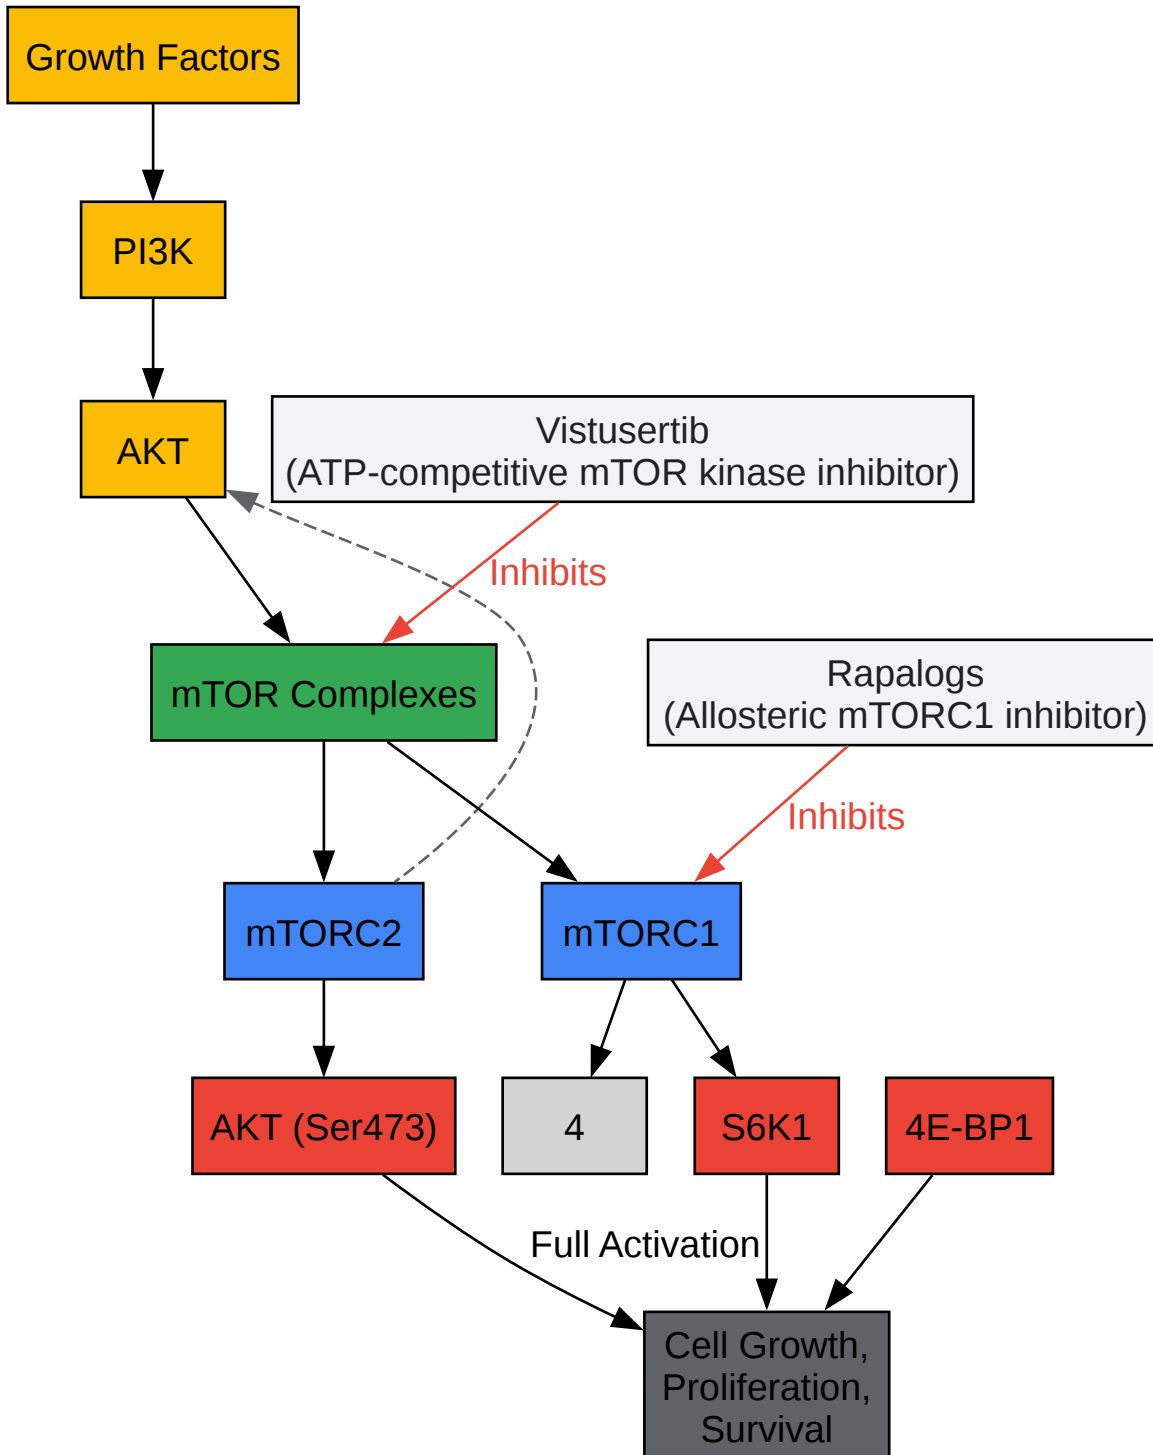 Growth Factors
PI3K
AKT
Vistusertib
(ATP-competitive mTOR kinase inhibitor)
Inhibits
mTOR Complexes
Rapalogs
(Allosteric mTORC1 inhibitor)
Inhibits
mTORC2
mTORC1
AKT (Ser473)
4
S6K1
4E-BP1
Full Activation
Cell Growth,
Proliferation,
Survival